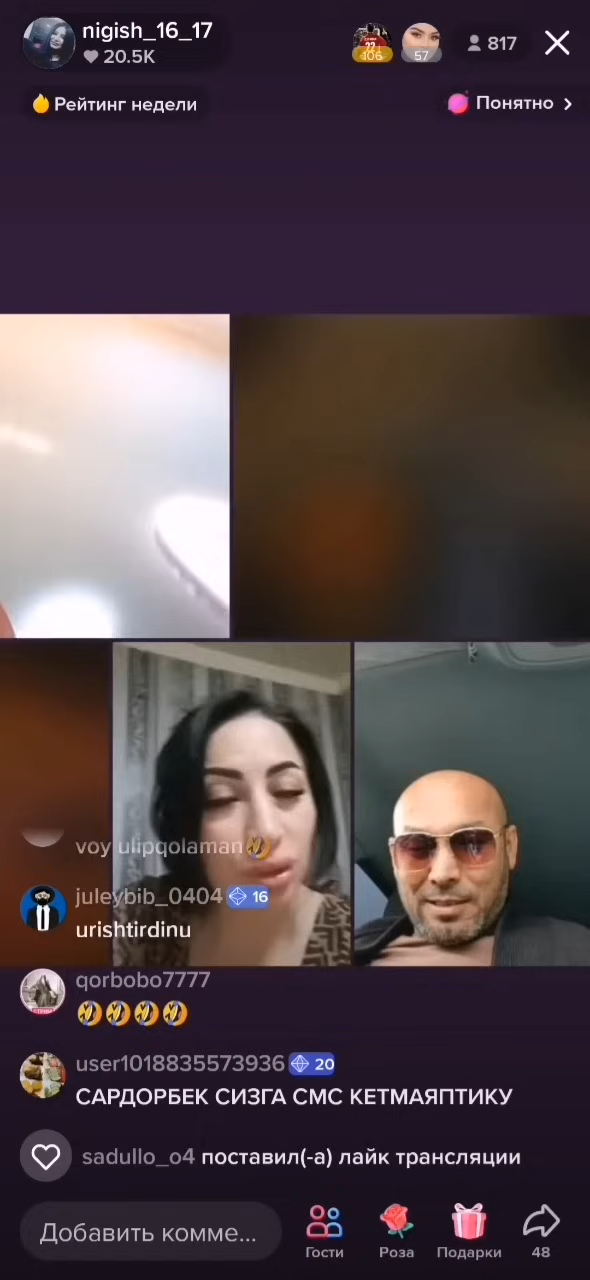 nigish_16_17
20.5K
106
57
817
Рейтинг недели
Понятно
voy ulipqolaman🤣
juleybib_0404 16
urishtirdinu
qorbobo7777
🤣🤣🤣🤣
user1018835573936 20
САРДОРБЕК СИЗГА СМС КЕТМАЯПТИКУ
sadullo_o4 поставил(-а) лайк трансляции
Добавить комме...
Гости
Роза
Подарки
48